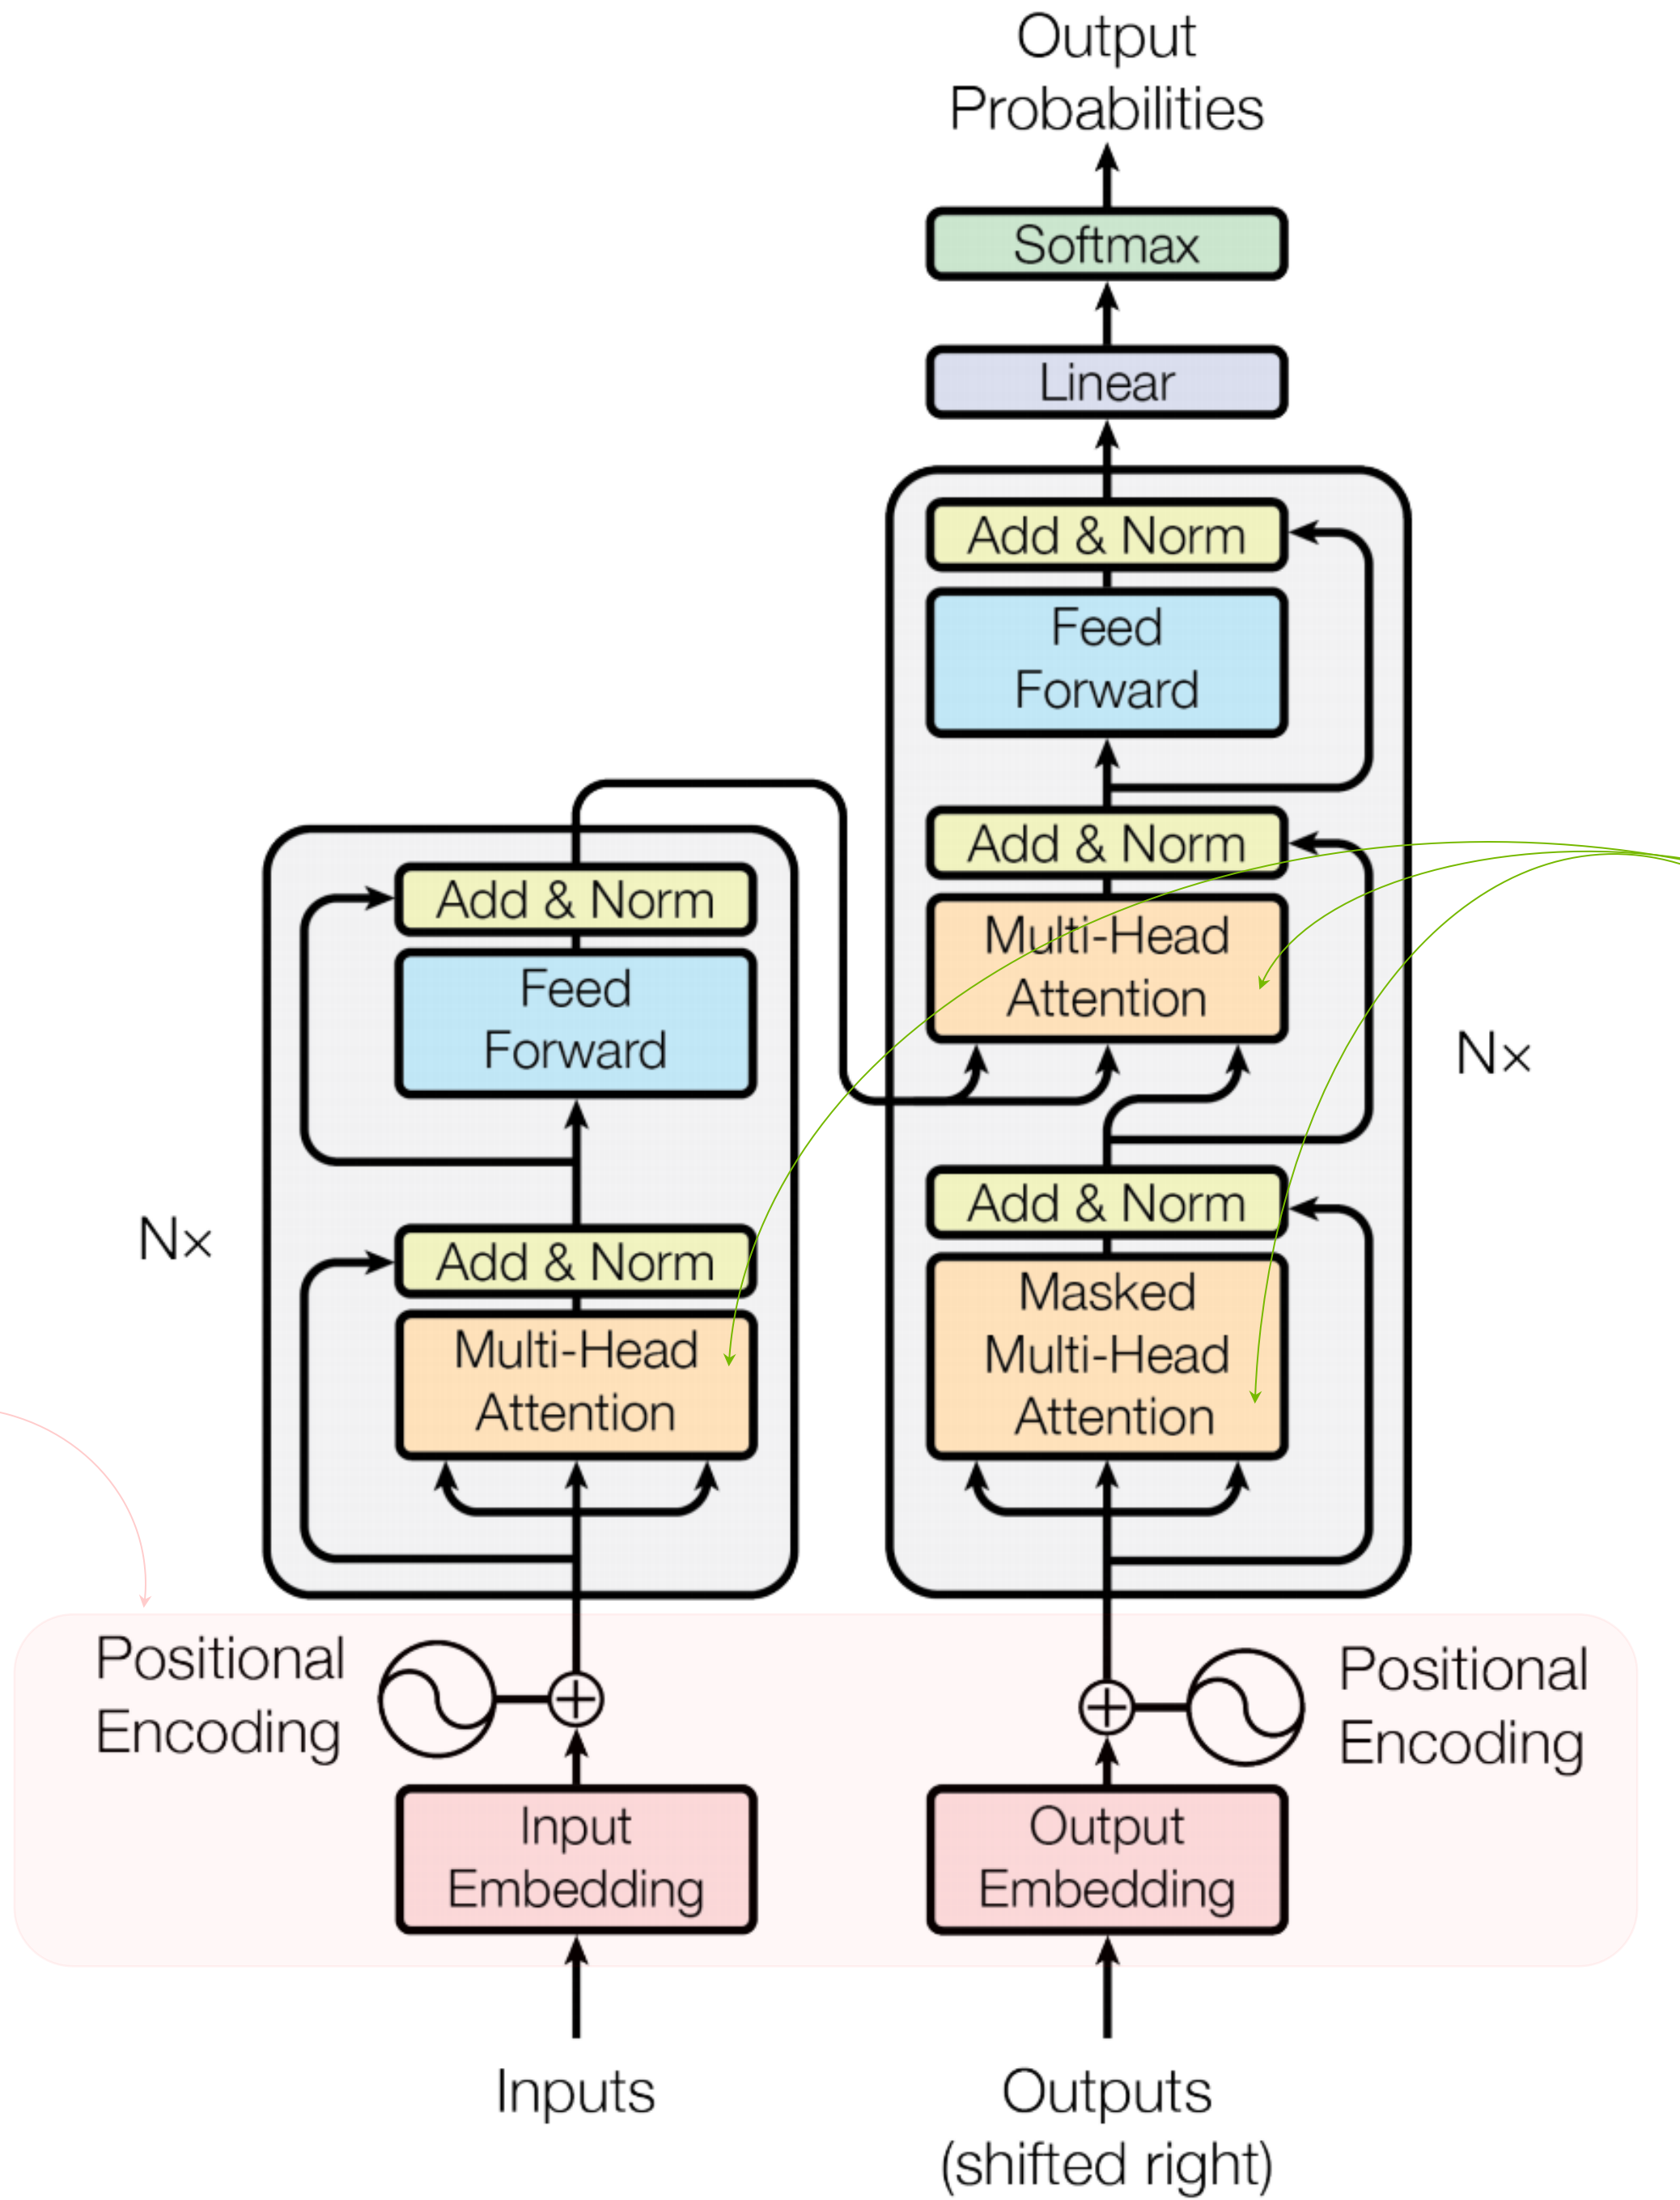 Output
Probabilities
Softmax
Linear
Add & Norm
Feed
Forward
Add & Norm
Multi-Head
Attention
N×
Add & Norm
Masked
Multi-Head
Attention
Add & Norm
Feed
Forward
N×
Add & Norm
Multi-Head
Attention
Positional
Encoding
Positional
Encoding
Input
Embedding
Output
Embedding
Inputs
Outputs
(shifted right)